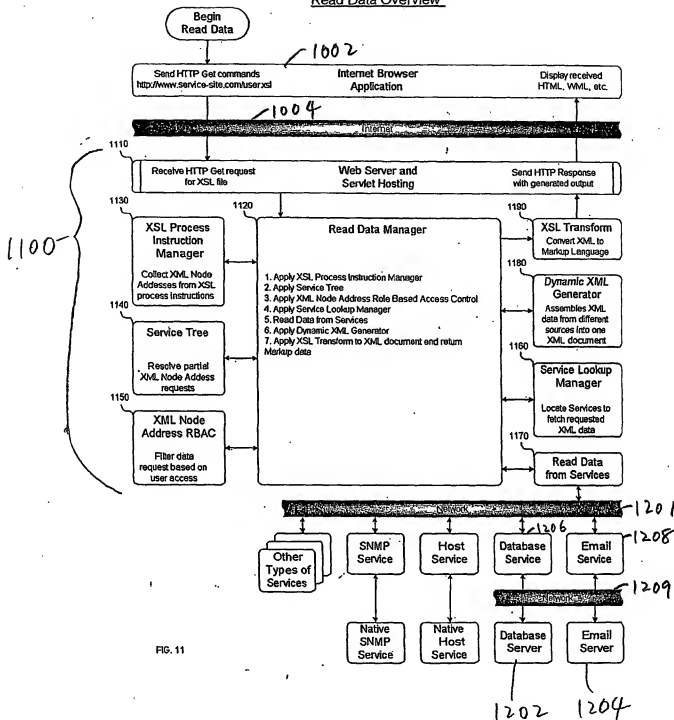 Read Data Overview
Begin
Read Data
1002
Send HTTP Get commands
http://www.service-site.com/user.xsl
Internet Browser
Application
Display received
HTML, WML, etc.
1004
Internet
1110
Receive HTTP Get request
for XSL file
Web Server and
Servlet Hosting
Send HTTP Response
with generated output
1100
1130
XSL Process
Instruction
Manager
Collect XML Node
Addresses from XSL
process instructions
1120
Read Data Manager
1. Apply XSL Process Instruction Manager
2. Apply Service Tree
3. Apply XML Node Address Role Based Access Control
4. Apply Service Lookup Manager
5. Read Data from Services
6. Apply Dynamic XML Generator
7. Apply XSL Transform to XML document end return
Markup data
1190
XSL Transform
Convert XML to
Markup Language
1180
Dynamic XML
Generator
Assembles XML
data from different
sources into one
XML document
1140
Service Tree
Resolve partial
XML Node Addess
requests
1160
Service Lookup
Manager
Locate Services to
fetch requested
XML data
1150
XML Node
Address RBAC
Filter data
request based on
user access
1170
Read Data
from Services
Network
1201
Other
Types of
Services
SNMP
Service
Host
Service
1206
Database
Service
Email
Service
1208
Network
1209
Native
SNMP
Service
Native
Host
Service
Database
Server
Email
Server
FIG. 11
1202
1204